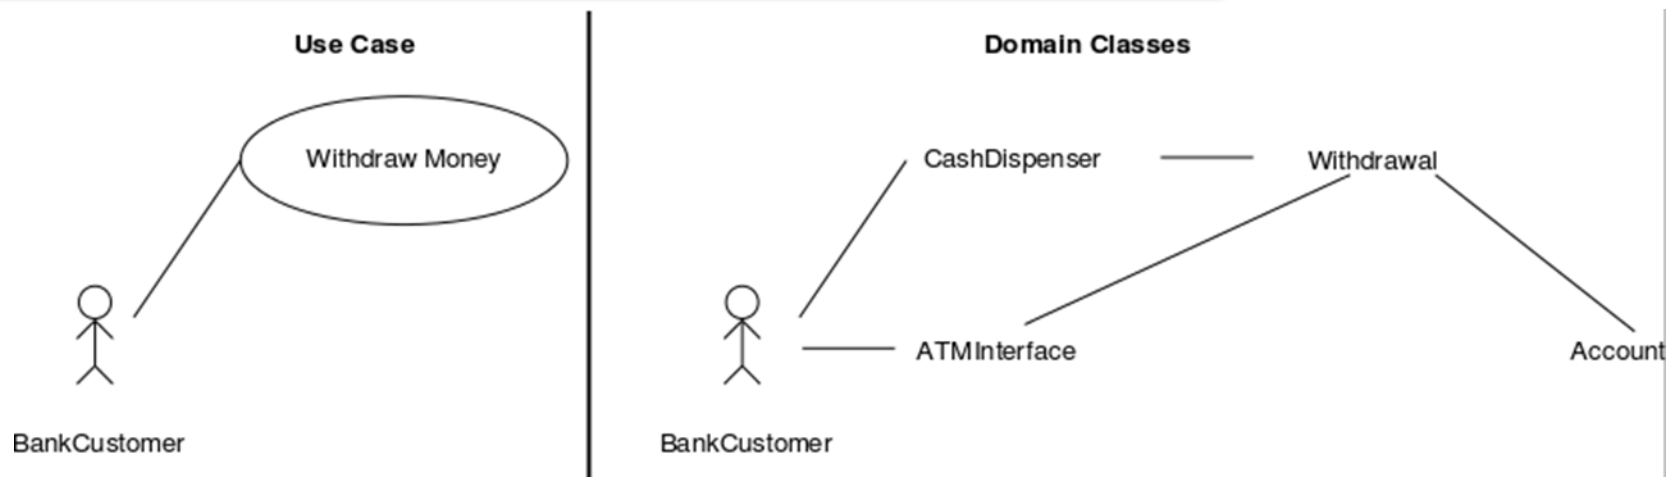 Use Case
Withdraw Money
BankCustomer
Domain Classes
CashDispenser
Withdrawal
ATMInterface
Account
BankCustomer